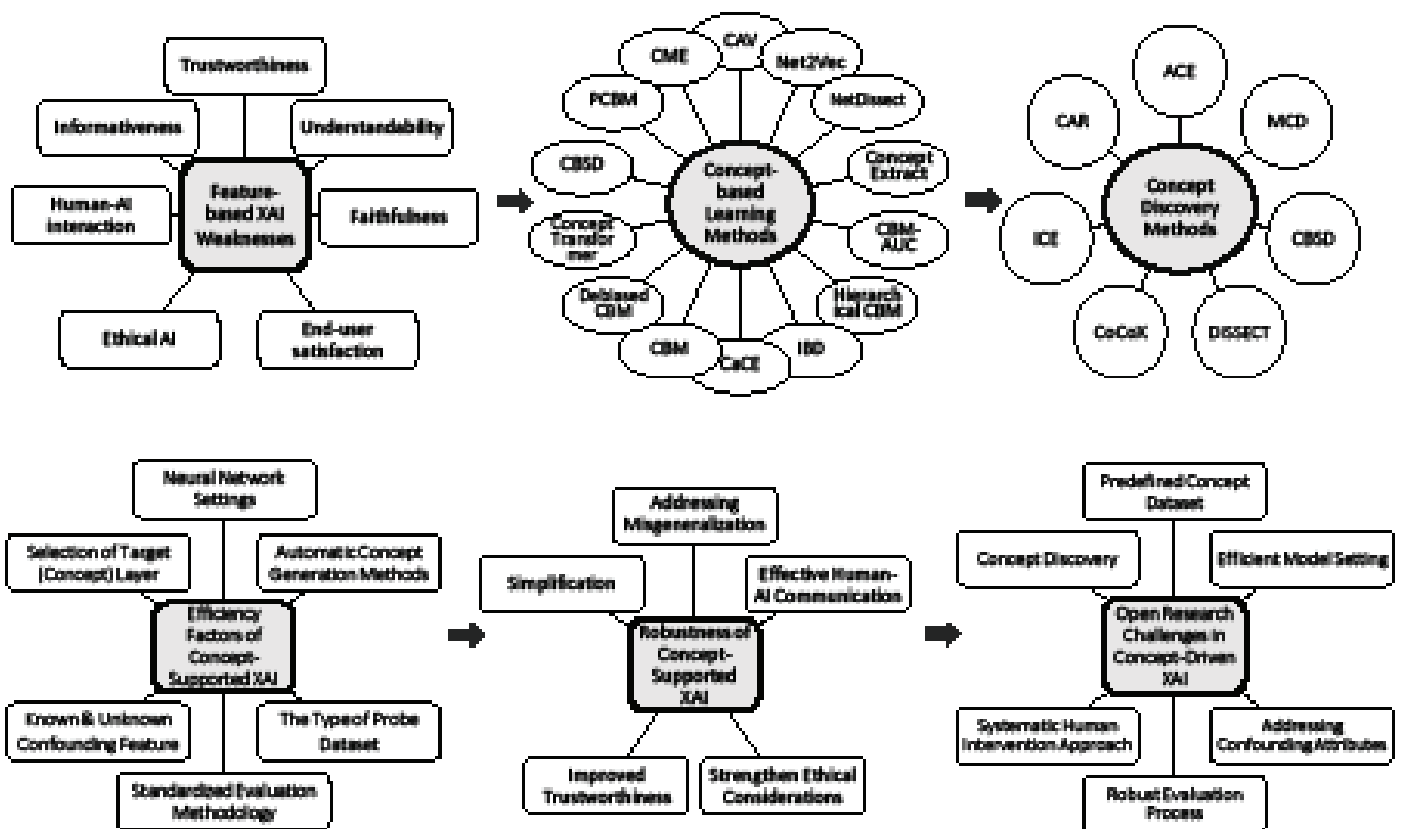 Trustworthiness
Informativeness
Understandability
Feature-
based XAI
Weaknesses
Human-AI
Interaction
Faithfulness
Ethical AI
End-user
satisfaction
CAV
CME
Net2Vec
PCBM
NetDissect
CBSD
Concept
Extract
Concept-
based
Learning
Methods
Concept
Transfor
mer
CBM-
AUC
Debiased
CBM
Hierarch
ical CBM
CBM
CaCE
IBD
ACE
CAR
MCD
Concept
Discovery
Methods
ICE
CBSD
CoCoX
DISSECT
Neural Network
Settings
Selection of Target
(Concept) Layer
Automatic Concept
Generation Methods
Efficiency
Factors of
Concept-
Supported XAI
Known & Unknown
Confounding Feature
The Type of Probe
Dataset
Standardized Evaluation
Methodology
Addressing
Misgeneralization
Simplification
Effective Human-
AI Communication
Robustness of
Concept-
Supported
XAI
Improved
Trustworthiness
Strengthen Ethical
Considerations
Predefined Concept
Dataset
Concept Discovery
Efficient Model Setting
Open Research
Challenges in
Concept-Driven
XAI
Systematic Human
Intervention Approach
Addressing
Confounding Attributes
Robust Evaluation
Process